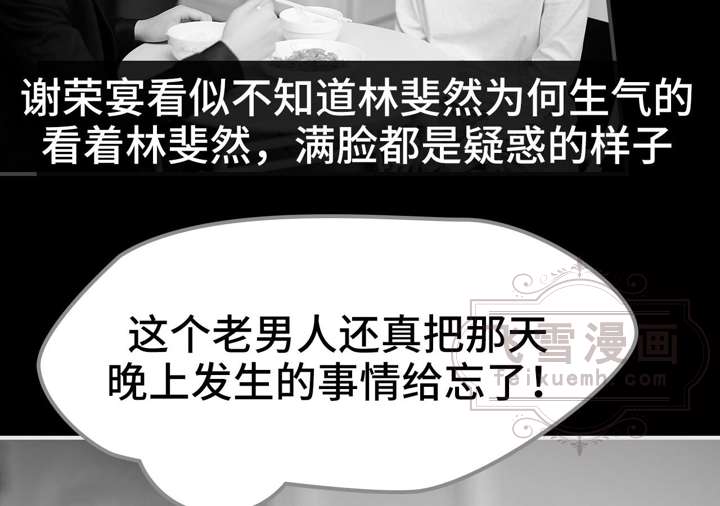 谢荣宴看似不知道林斐然为何生气的
看着林斐然，满脸都是疑惑的样子
这个老男人还真把那天
晚上发生的事情给忘了！
飞雪漫画
feixuemh.com